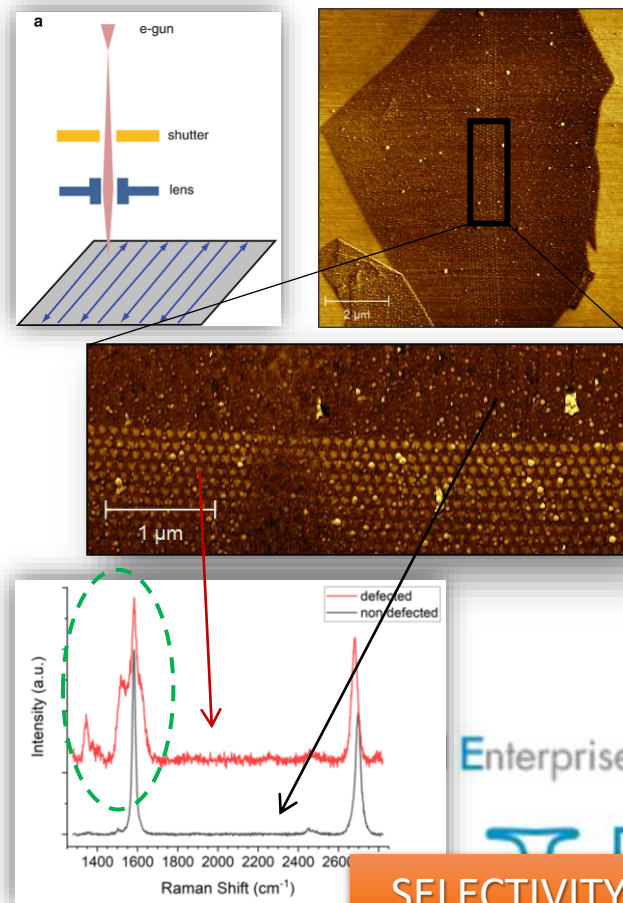 a
e-gun
shutter
lens
2 µm
1 µm
defected
non-defected
Intensity (a.u.)
1400 1600 1800 2000 2200 2400 2600
Raman Shift (cm⁻¹)
Enterprise
SELECTIVITY